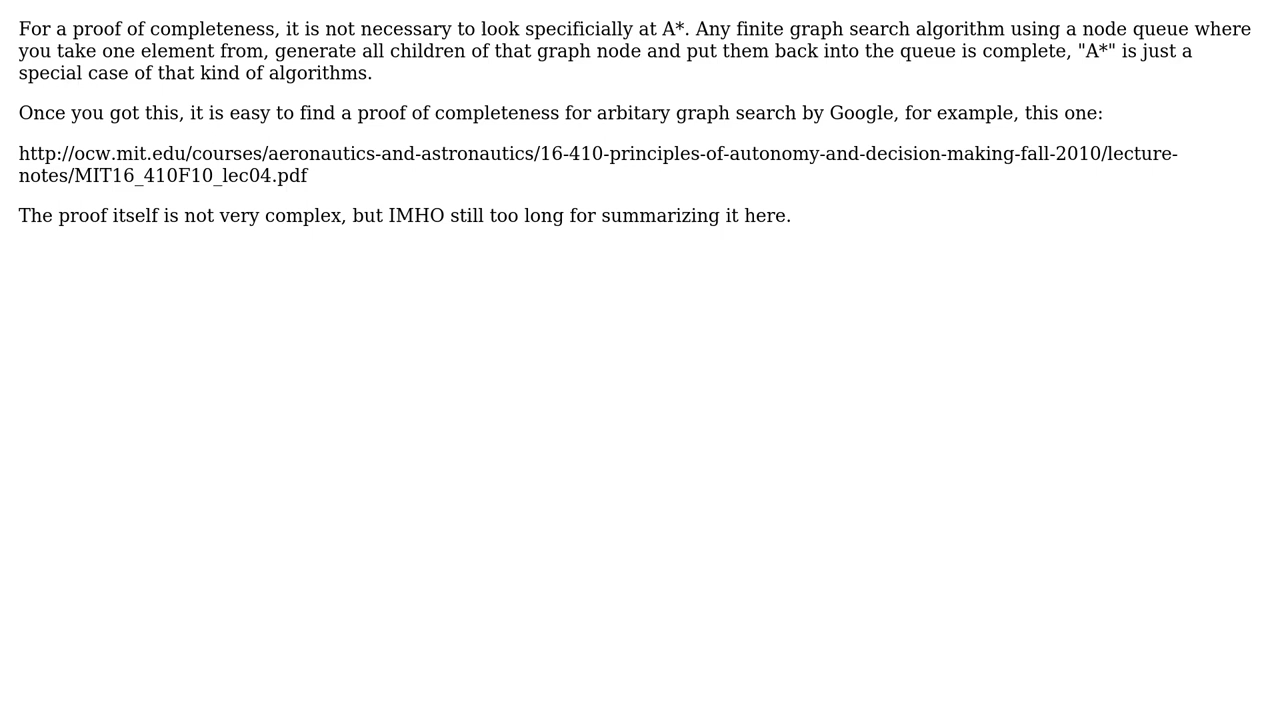 For a proof of completeness, it is not necessary to look specificially at A*. Any finite graph search algorithm using a node queue where
you take one element from, generate all children of that graph node and put them back into the queue is complete, "A*" is just a
special case of that kind of algorithms.
Once you got this, it is easy to find a proof of completeness for arbitary graph search by Google, for example, this one:
http://ocw.mit.edu/courses/aeronautics-and-astronautics/16-410-principles-of-autonomy-and-decision-making-fall-2010/lecture-
notes/MIT16_410F10_lec04.pdf
The proof itself is not very complex, but IMHO still too long for summarizing it here.